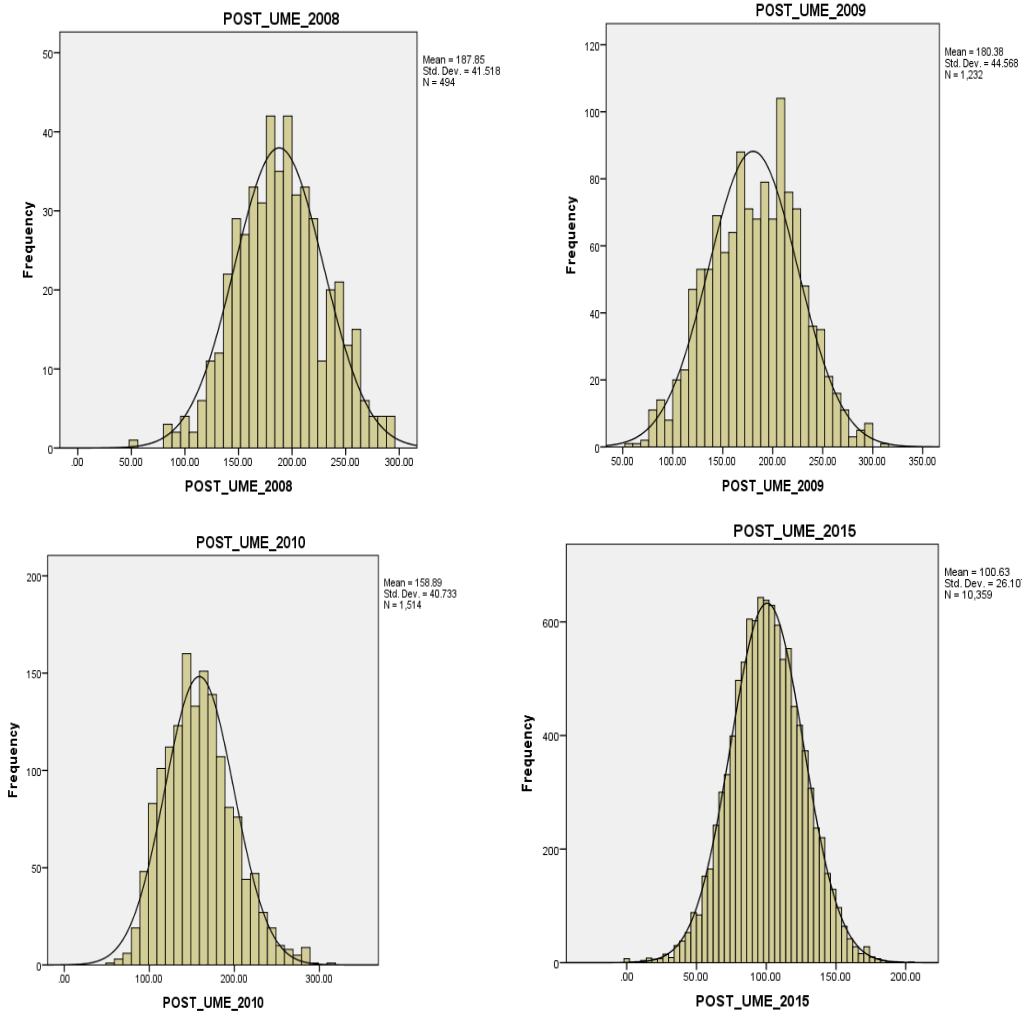 POST_UME_2008
Mean = 187.85
Std. Dev. = 41.518
N = 494
50
40
30
20
10
0
Frequency
.00 50.00 100.00 150.00 200.00 250.00 300.00
POST_UME_2008
POST_UME_2009
Mean = 180.38
Std. Dev. = 44.568
N = 1,232
120
100
80
60
40
20
0
Frequency
50.00 100.00 150.00 200.00 250.00 300.00 350.00
POST_UME_2009
POST_UME_2010
Mean = 158.89
Std. Dev. = 40.733
N = 1,514
200
150
100
50
0
Frequency
.00 100.00 200.00 300.00
POST_UME_2010
POST_UME_2015
Mean = 100.63
Std. Dev. = 26.10
N = 10,359
600
400
200
0
Frequency
.00 50.00 100.00 150.00 200.00
POST_UME_2015